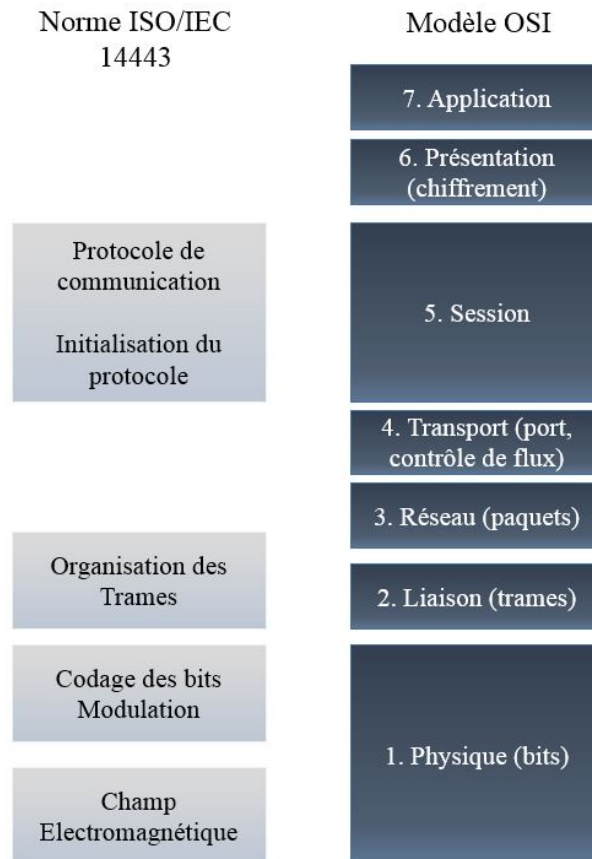 Norme ISO/IEC
14443
Modèle OSI
7. Application
6. Présentation
(chiffrement)
Protocole de
communication
Initialisation du
protocole
5. Session
4. Transport (port,
contrôle de flux)
3. Réseau (paquets)
Organisation des
Trames
2. Liaison (trames)
Codage des bits
Modulation
1. Physique (bits)
Champ
Electromagnétique